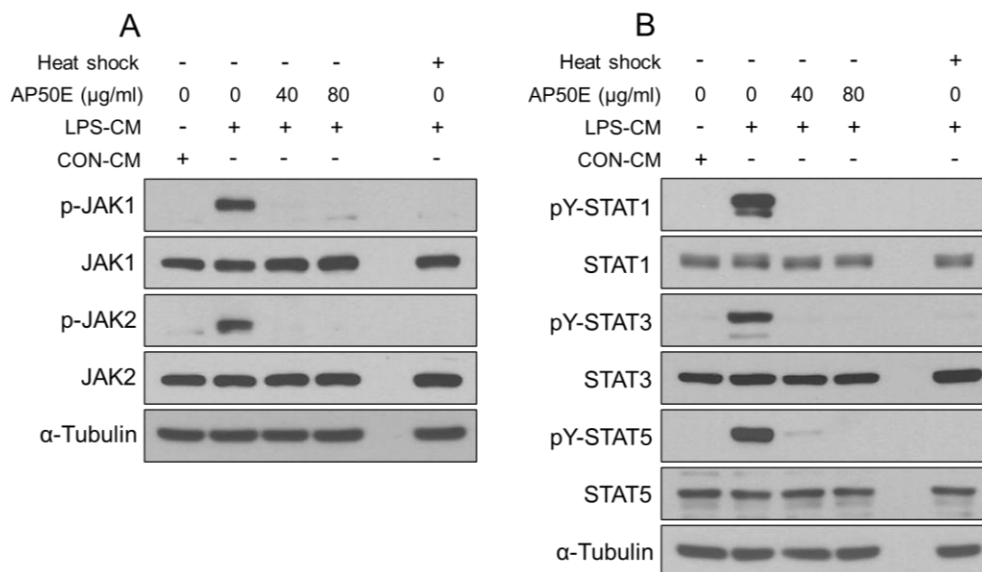 A
Heat shock - - - - +
AP50E (μg/ml) 0 0 40 80 0
LPS-CM - + + + +
CON-CM + - - - -
p-JAK1
JAK1
p-JAK2
JAK2
α-Tubulin
B
Heat shock - - - - +
AP50E (μg/ml) 0 0 40 80 0
LPS-CM - + + + +
CON-CM + - - - -
pY-STAT1
STAT1
pY-STAT3
STAT3
pY-STAT5
STAT5
α-Tubulin